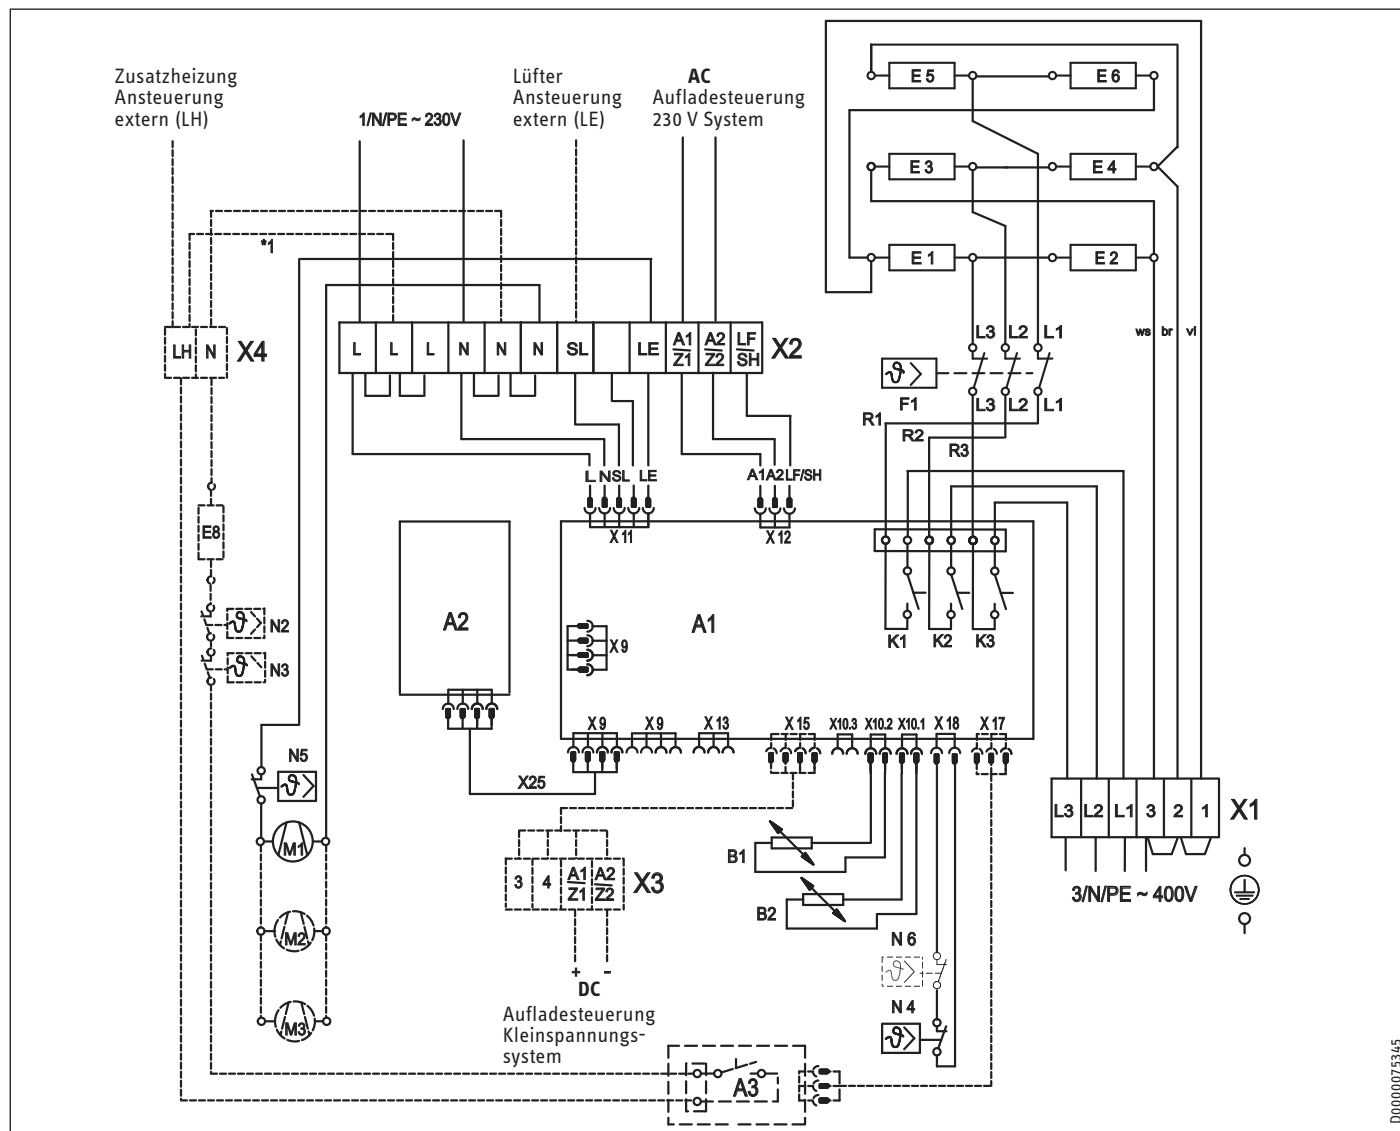 Zusatzheizung
Ansteuerung
extern (LH)
1/N/PE ~ 230V
Lüfter
Ansteuerung
extern (LE)
AC
Aufladesteuerung
230 V System
E 5
E 6
E 3
E 4
E 1
E 2
*1
LH N X4
L L L N N N SL LE A1/Z1 A2/Z2 LF/SH X2
ws br vi
L3 L2 L1
F1
L3 L2 L1
R1
R2
R3
L N SL LE
A1 A2 LF/SH
X 11
X 12
E8
N2
N3
A2
A1
X 9
K1 K2 K3
X 9 X 9 X 13 X 15 X10.3 X10.2 X10.1 X 18 X 17
N5
X25
L3 L2 L1 3 2 1 X1
3/N/PE ~ 400V
M1
M2
M3
3 4 A1/Z1 A2/Z2 X3
B1
B2
N 6
N 4
+ -
DC
Aufladesteuerung
Kleinspannungs-
system
A3
D0000075345